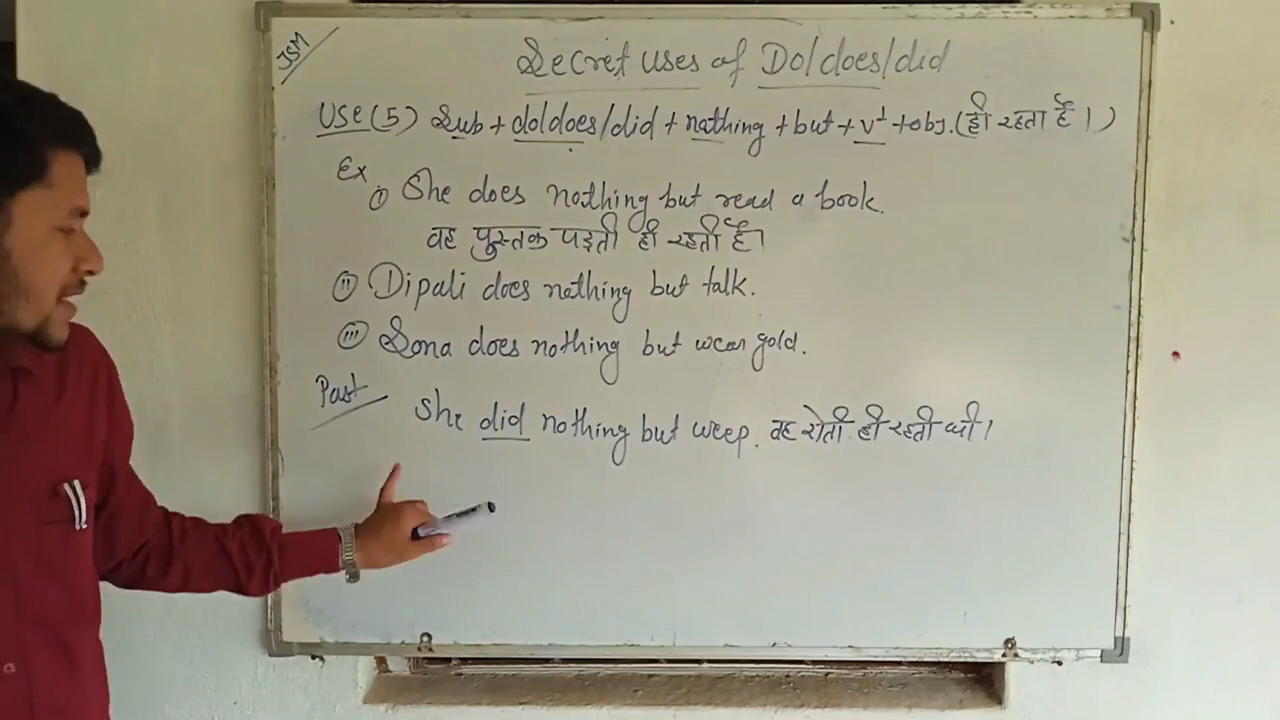 JSM
Secret uses of Do/does/did
Use (5) Sub + do/does/did + nothing + but + v¹ + obj. (ही रहता है।)
Ex
(i) She does nothing but read a book.
वह पुस्तक पढ़ती ही रहती है।
(ii) Dipali does nothing but talk.
(iii) Sona does nothing but wear gold.
Past
She did nothing but weep. वह रोती ही रहती थी।